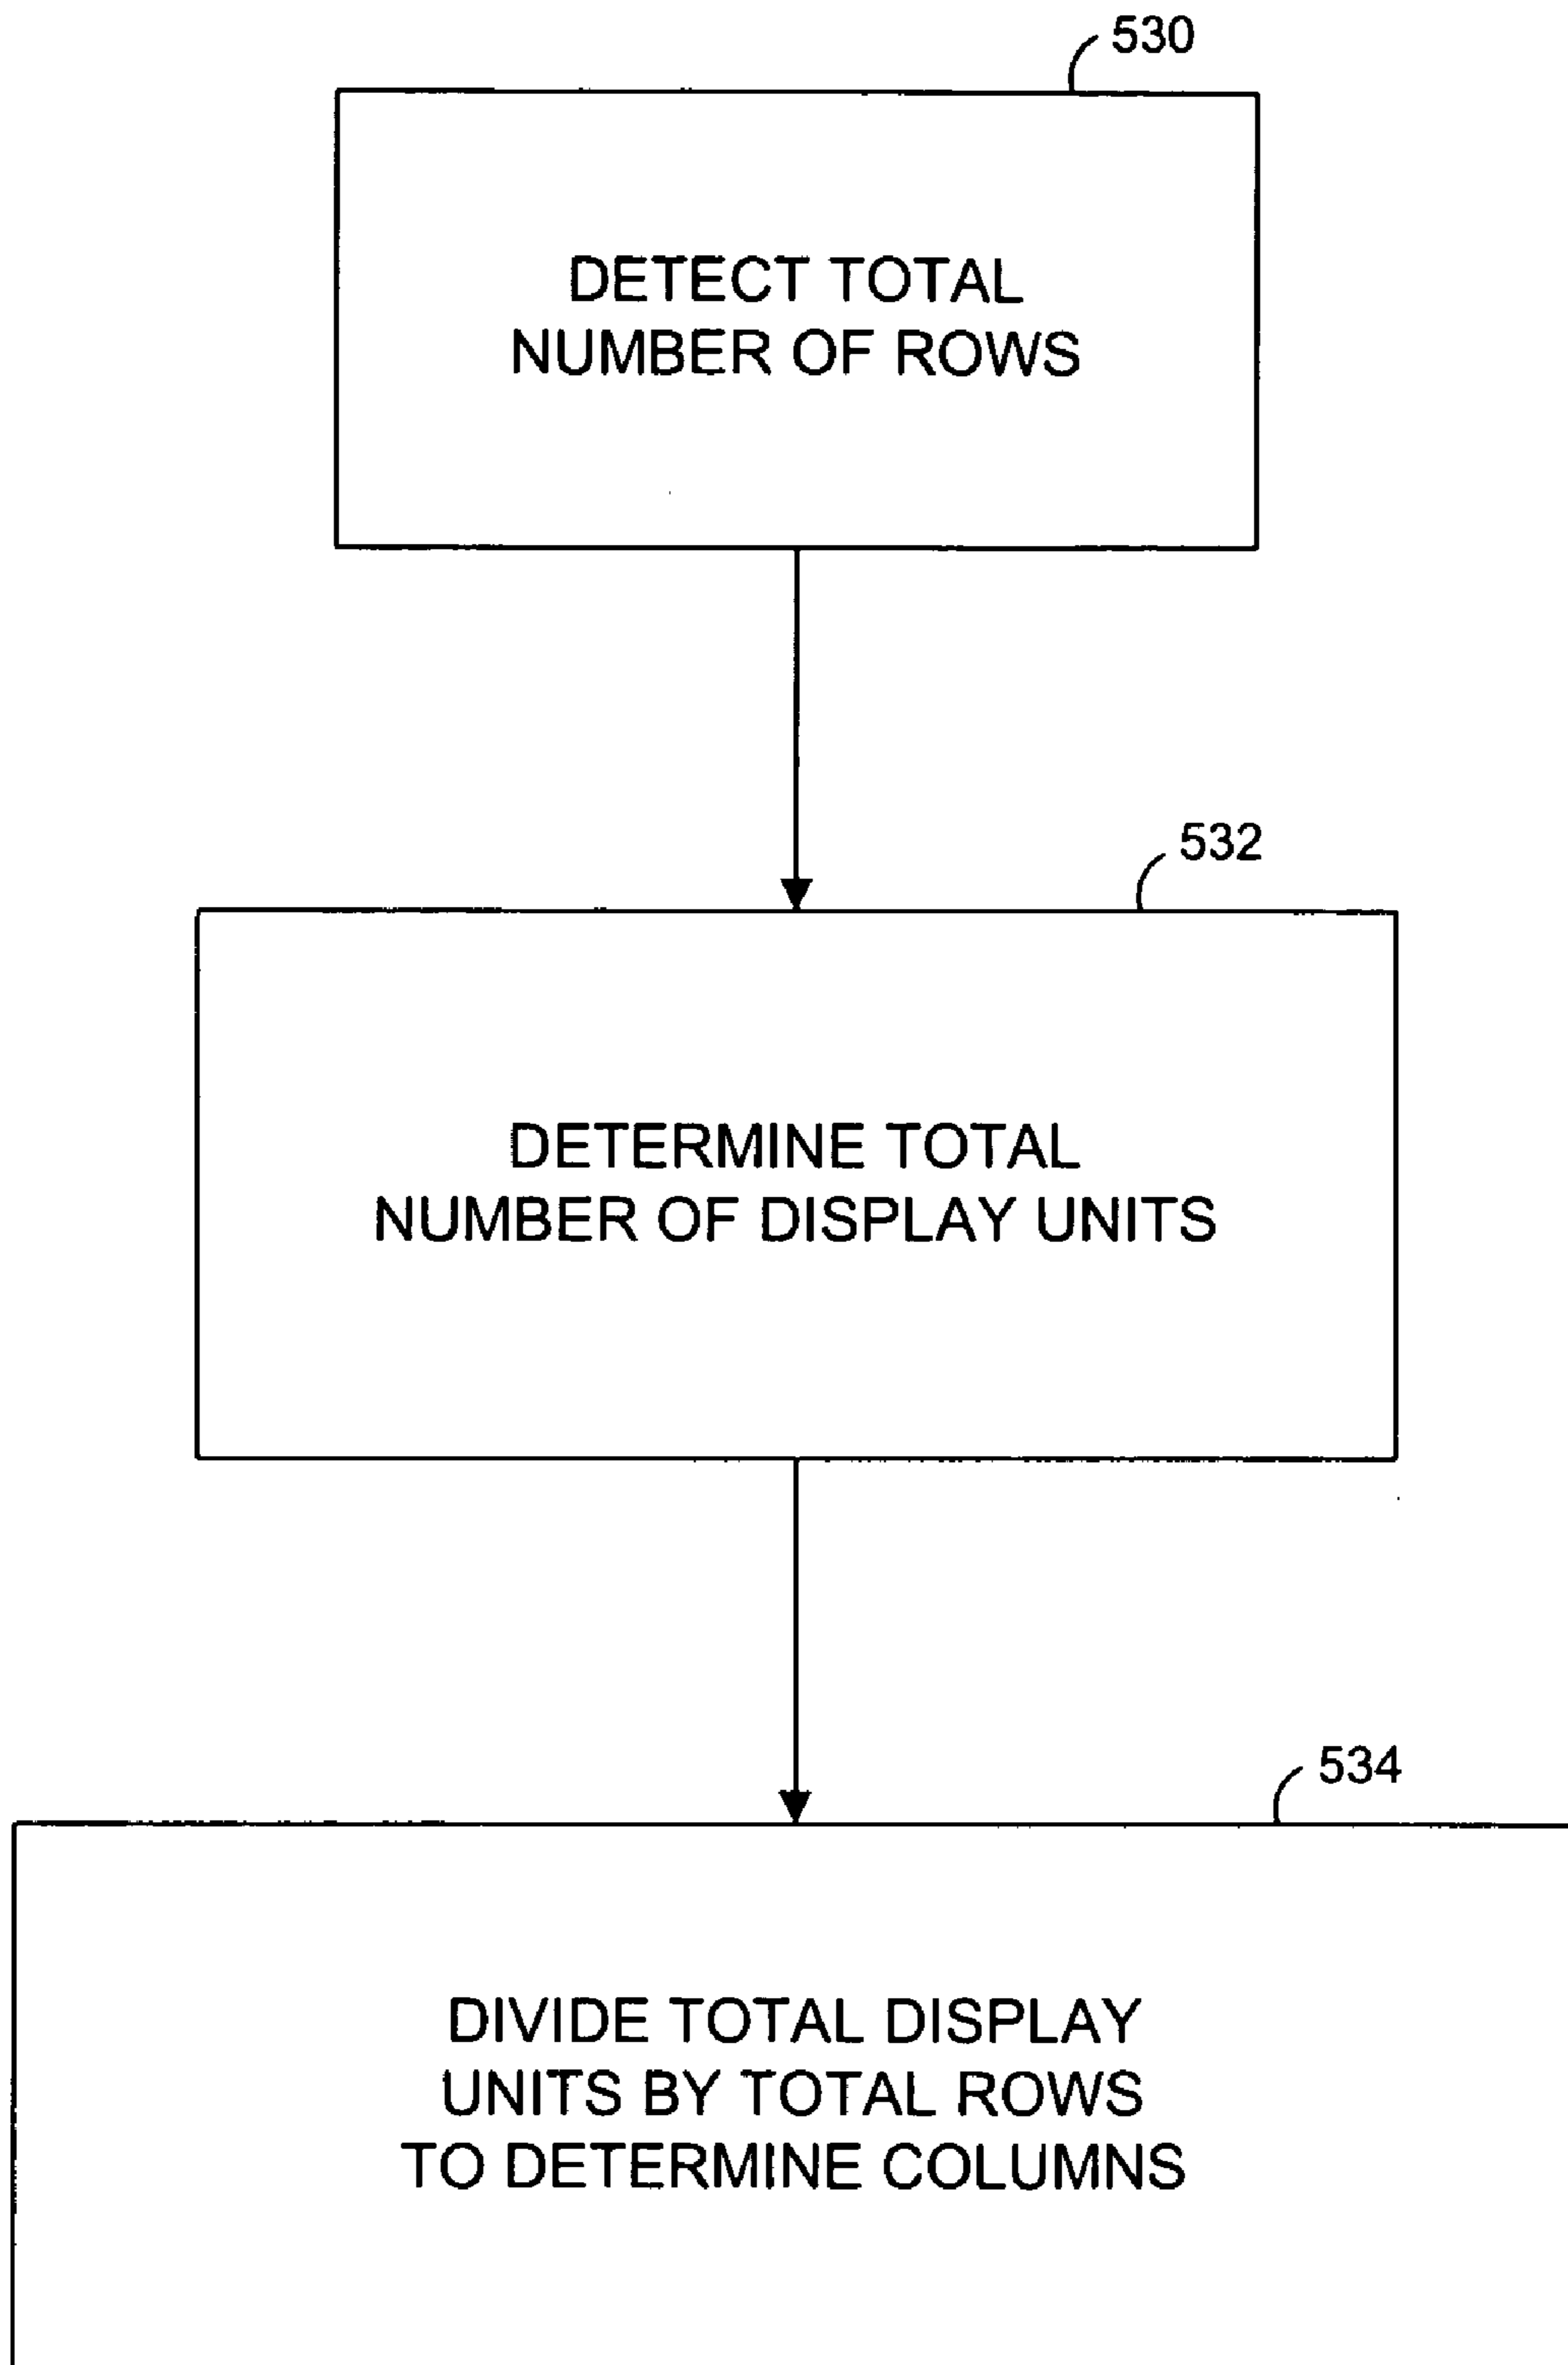 530
DETECT TOTAL
NUMBER OF ROWS
532
DETERMINE TOTAL
NUMBER OF DISPLAY UNITS
534
DIVIDE TOTAL DISPLAY
UNITS BY TOTAL ROWS
TO DETERMINE COLUMNS